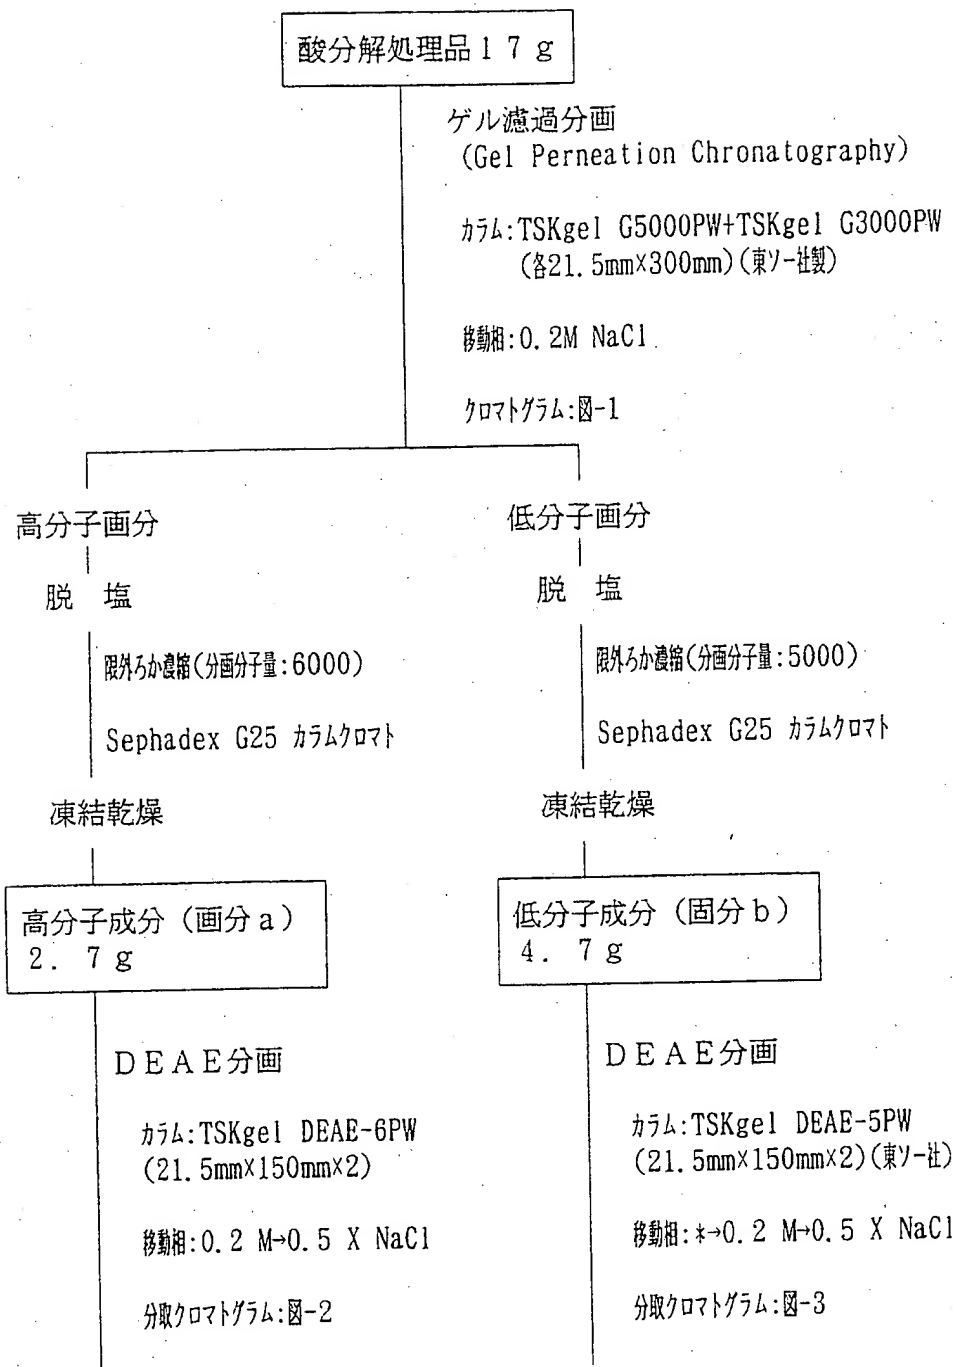 酸分解処理品17g
ゲル濾過分画
(Gel Perneation Chronatography)
カラム:TSKgel G5000PW+TSKgel G3000PW
(各21.5mm×300mm)(東ソー社製)
移動相:0.2M NaCl
クロマトグラム:図-1
高分子画分
脱 塩
限外ろか濃縮(分画分子量:6000)
Sephadex G25 カラムクロマト
凍結乾燥
高分子成分(画分a)
2.7g
DEAE分画
カラム:TSKgel DEAE-6PW
(21.5mm×150mm×2)
移動相:0.2 M→0.5 X NaCl
分取クロマトグラム:図-2
低分子画分
脱 塩
限外ろか濃縮(分画分子量:5000)
Sephadex G25 カラムクロマト
凍結乾燥
低分子成分(固分b)
4.7g
DEAE分画
カラム:TSKgel DEAE-5PW
(21.5mm×150mm×2)(東ソー社)
移動相:*→0.2 M→0.5 X NaCl
分取クロマトグラム:図-3